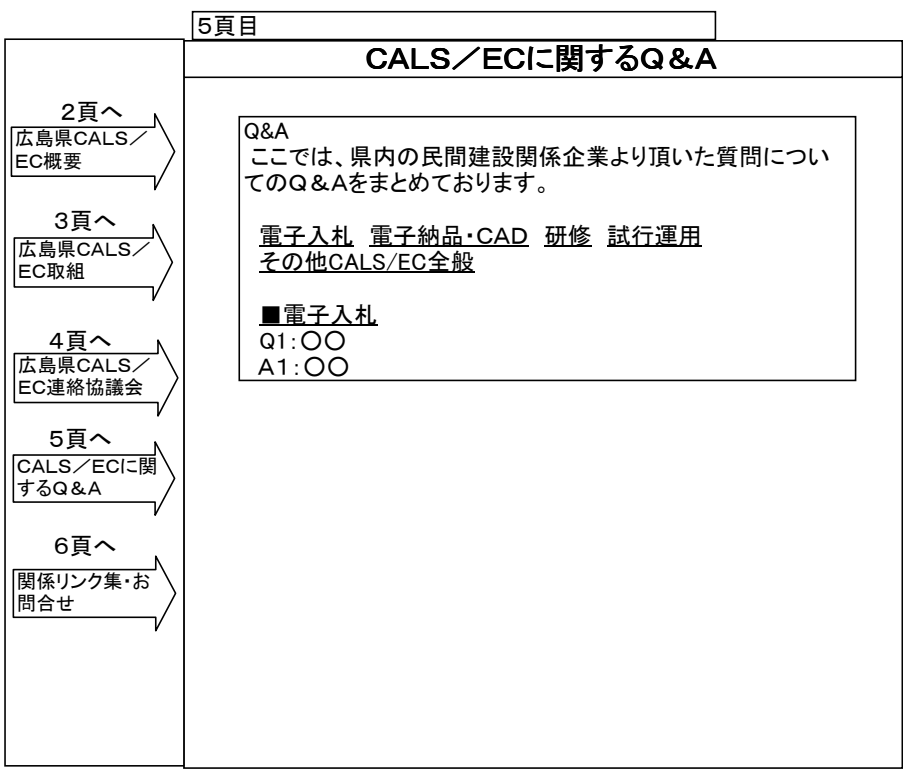 5頁目
CALS／ECに関するQ&A
2頁へ
広島県CALS／
EC概要
3頁へ
広島県CALS／
EC取組
4頁へ
広島県CALS／
EC連絡協議会
5頁へ
CALS／ECに関
するQ&A
6頁へ
関係リンク集・お
問合せ
Q&A
ここでは、県内の民間建設関係企業より頂いた質問につい
てのQ&Aをまとめております。
電子入札 電子納品・CAD 研修 試行運用
その他CALS/EC全般
■電子入札
Q1：〇〇
A1：〇〇